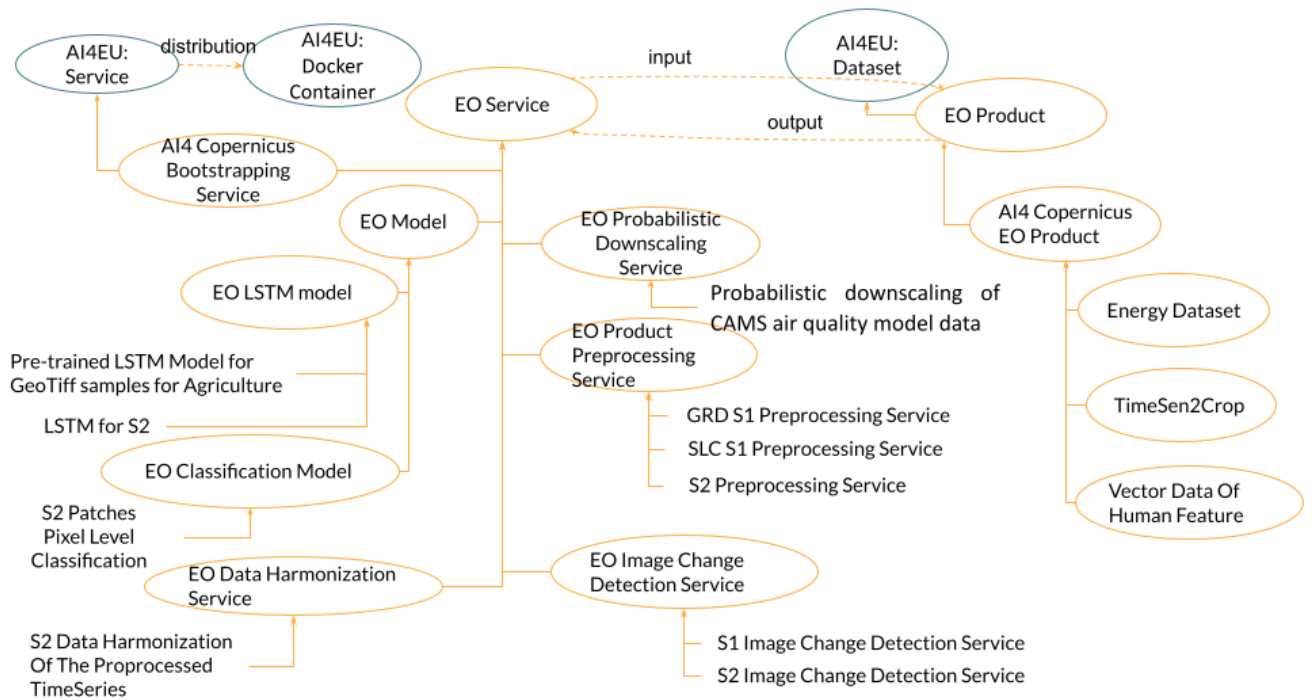 AI4EU:
Service
distribution
AI4EU:
Docker
Container
EO Service
input
AI4EU:
Dataset
EO Product
output
AI4 Copernicus
Bootstrapping
Service
EO Model
EO Probabilistic
Downscaling
Service
AI4 Copernicus
EO Product
EO LSTM model
Probabilistic downscaling of
CAMS air quality model data
Energy Dataset
EO Product
Preprocessing
Service
Pre-trained LSTM Model for
GeoTiff samples for Agriculture
LSTM for S2
GRD S1 Preprocessing Service
SLC S1 Preprocessing Service
S2 Preprocessing Service
TimeSen2Crop
EO Classification Model
Vector Data Of
Human Feature
S2 Patches
Pixel Level
Classification
EO Data Harmonization
Service
EO Image Change
Detection Service
S2 Data Harmonization
Of The Proprocessed
TimeSeries
S1 Image Change Detection Service
S2 Image Change Detection Service